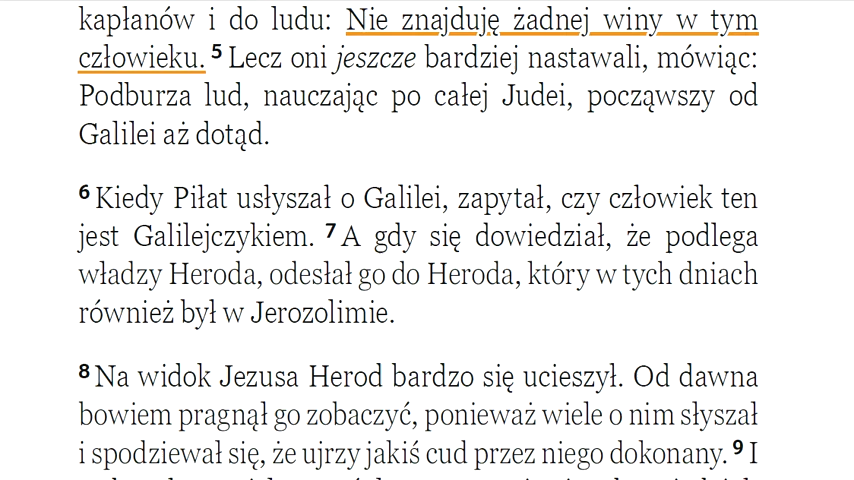 kapłanów i do ludu: Nie znajduję żadnej winy w tym
człowieku. 5 Lecz oni jeszcze bardziej nastawali, mówiąc:
Podburza lud, nauczając po całej Judei, począwszy od
Galilei aż dotąd.
6 Kiedy Piłat usłyszał o Galilei, zapytał, czy człowiek ten
jest Galilejczykiem. 7 A gdy się dowiedział, że podlega
władzy Heroda, odesłał go do Heroda, który w tych dniach
również był w Jerozolimie.
8 Na widok Jezusa Herod bardzo się ucieszył. Od dawna
bowiem pragnął go zobaczyć, ponieważ wiele o nim słyszał
i spodziewał się, że ujrzy jakiś cud przez niego dokonany. 9 I